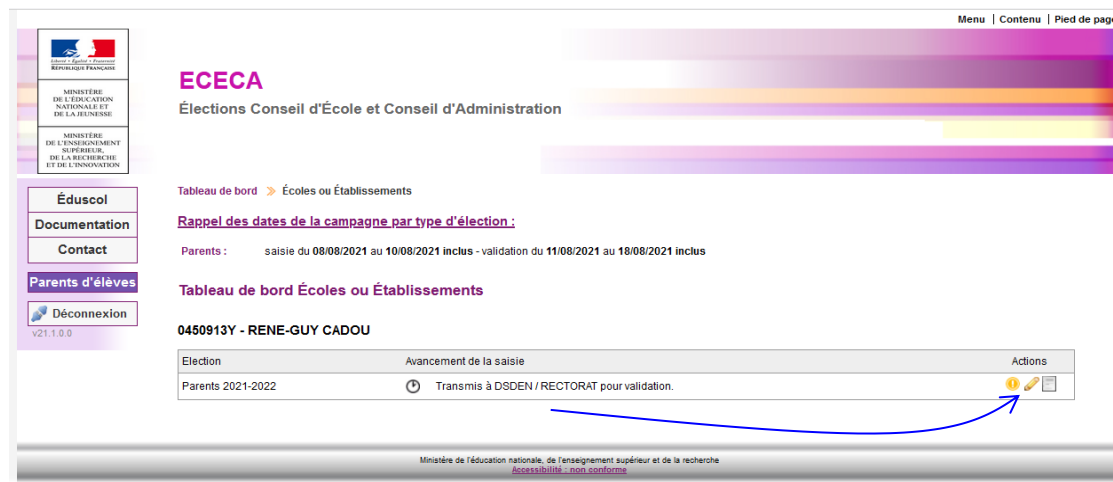 Menu | Contenu | Pied de page
Liberté • Égalité • Fraternité
RÉPUBLIQUE FRANÇAISE
MINISTÈRE
DE L'ÉDUCATION
NATIONALE ET
DE LA JEUNESSE
MINISTÈRE
DE L'ENSEIGNEMENT
SUPÉRIEUR,
DE LA RECHERCHE
ET DE L'INNOVATION
ECECA
Élections Conseil d'École et Conseil d'Administration
Éduscol
Documentation
Contact
Parents d'élèves
Déconnexion
v21.1.0.0
Tableau de bord Écoles ou Établissements
Rappel des dates de la campagne par type d'élection :
Parents : saisie du 08/08/2021 au 10/08/2021 inclus - validation du 11/08/2021 au 18/08/2021 inclus
Tableau de bord Écoles ou Établissements
0450913Y - RENE-GUY CADOU
Election Avancement de la saisie Actions
Parents 2021-2022 Transmis à DSDEN / RECTORAT pour validation.
Ministère de l'éducation nationale, de l'enseignement supérieur et de la recherche
Accessibilité : non conforme